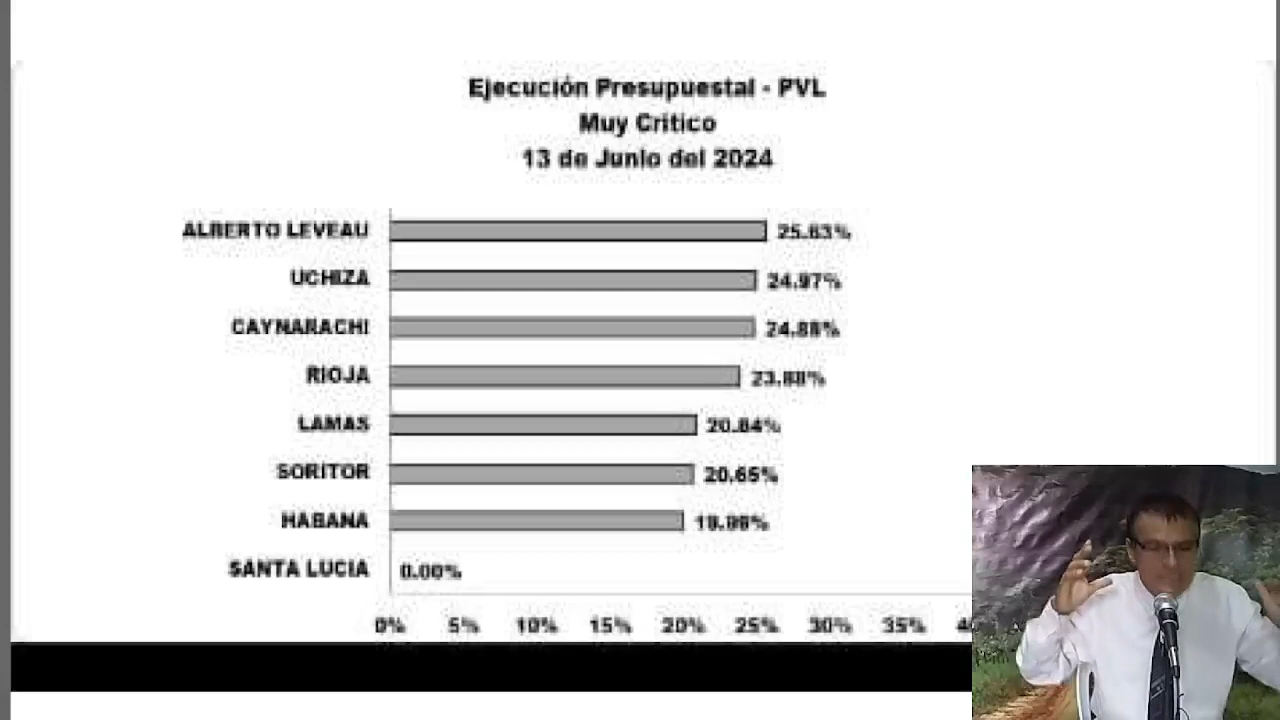 Ejecución Presupuestal - PVL
Muy Crítico
13 de Junio del 2024
ALBERTO LEVEAU 25.63%
UCHIZA 24.97%
CAYNARACHI 24.88%
RIOJA 23.88%
LAMAS 20.84%
SORITOR 20.65%
HABANA 19.99%
SANTA LUCIA 0.00%
0% 5% 10% 15% 20% 25% 30% 35%